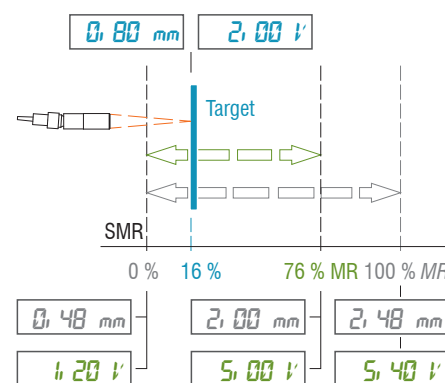 0,80 mm 2,00 V
Target
SMR
0 % 16 % 76 % MR 100 % MR
0,48 mm 2,00 mm 2,48 mm
1,20 V 5,00 V 5,40 V